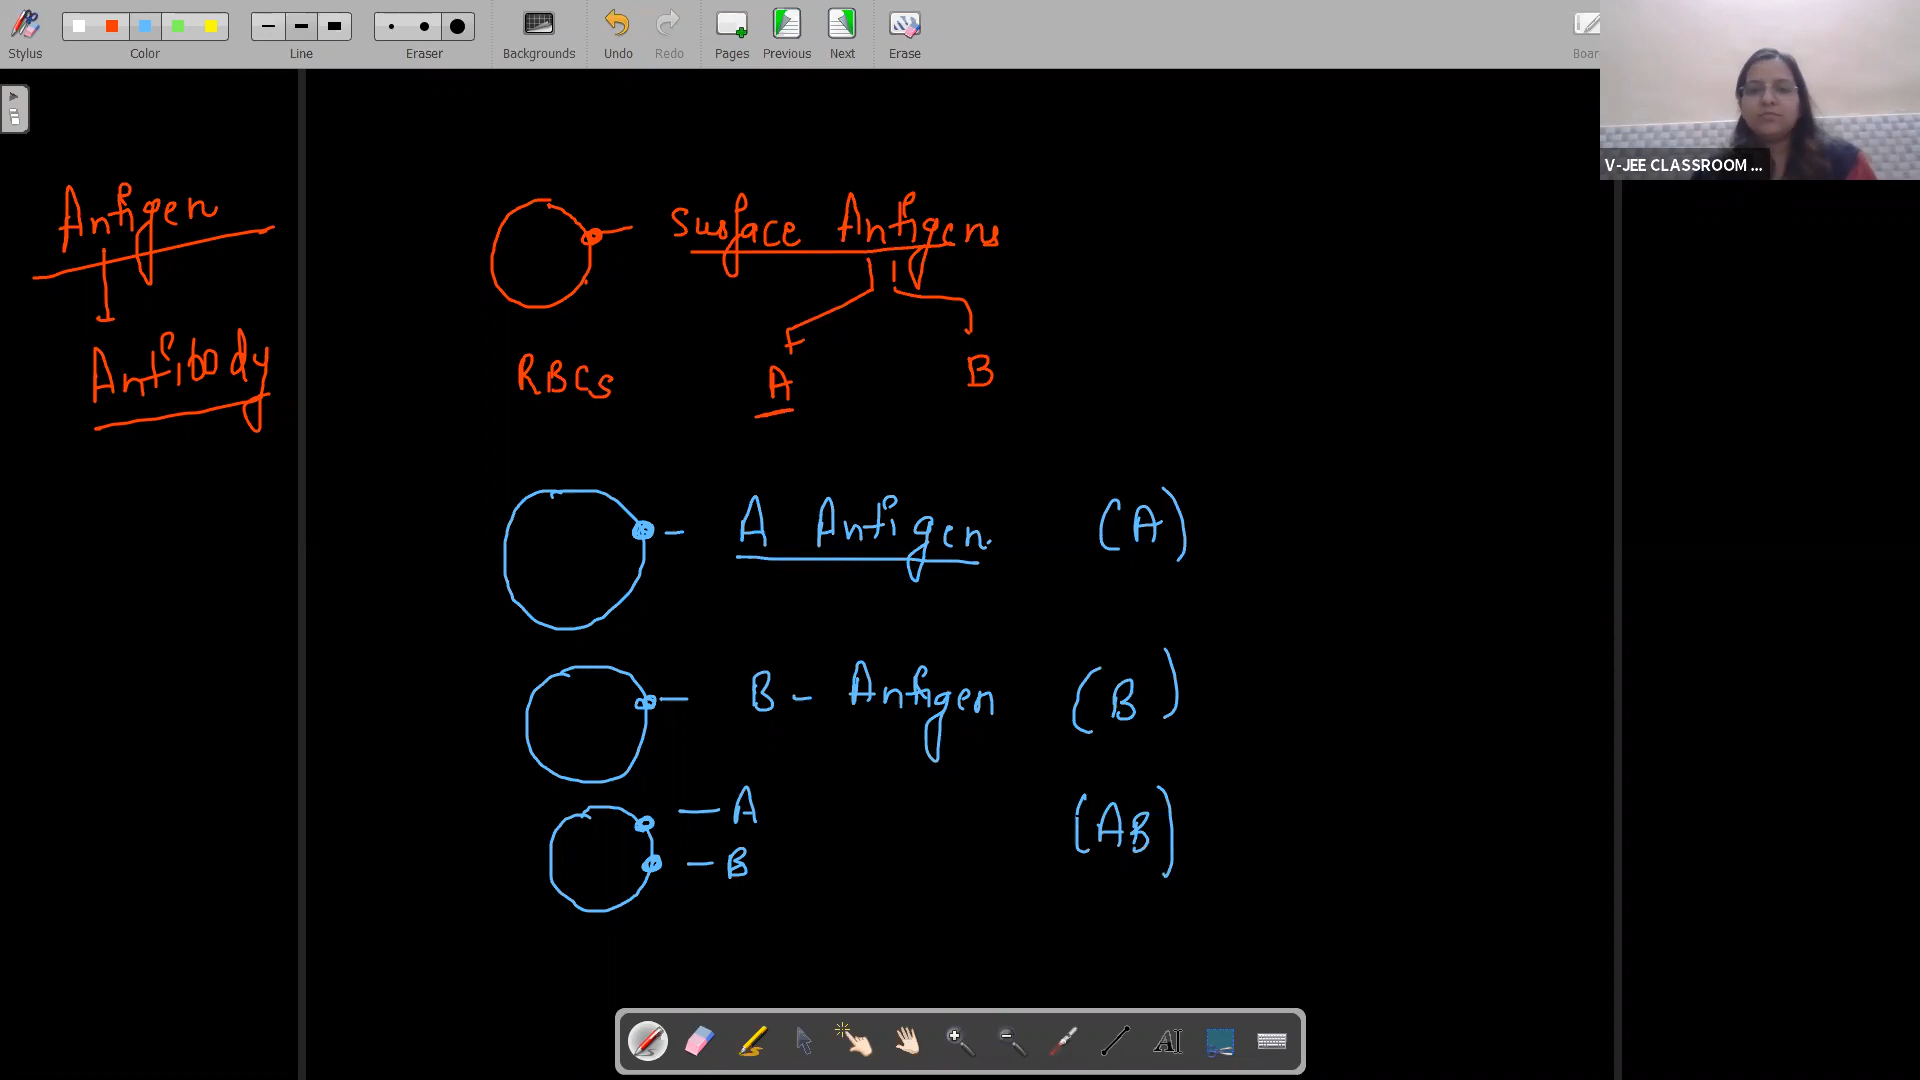 Stylus Color Line Eraser Backgrounds Undo Redo Pages Previous Next Erase Boar
V-JEE CLASSROOM ...
Antigen
Antibody
Surface Antigens
RBCs
A B
A Antigen. (A)
B - Antigen (B)
- A
- B
(AB)